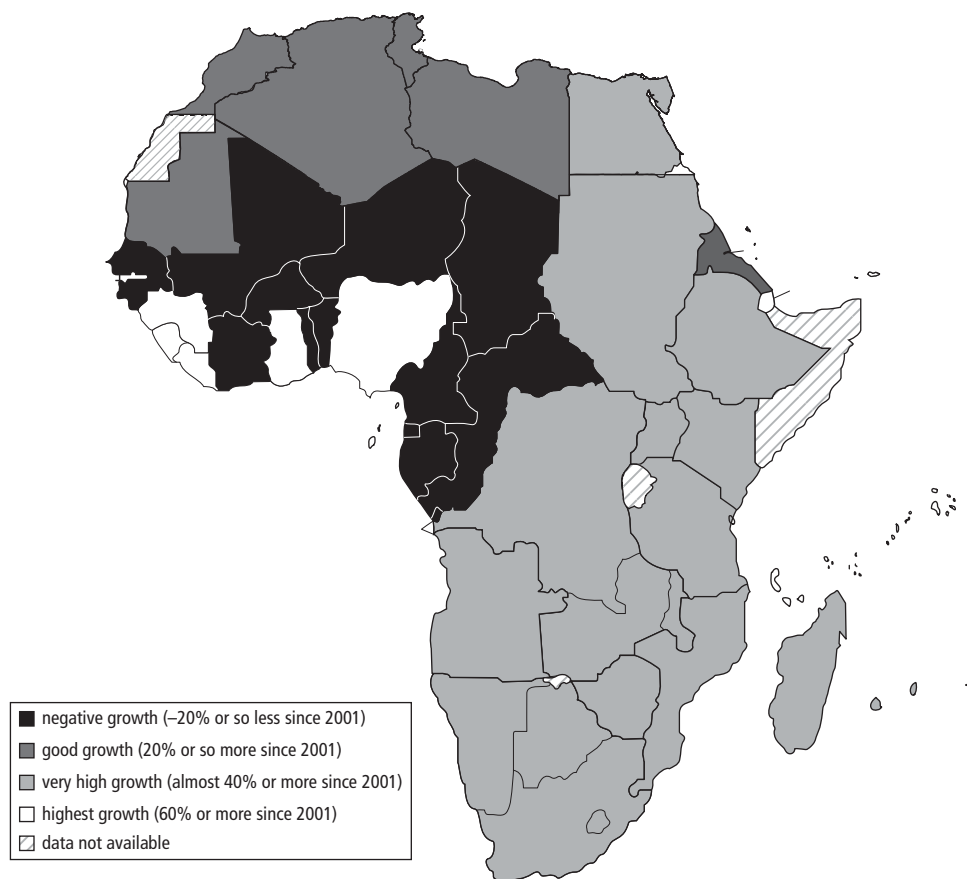 negative growth (–20% or so less since 2001)
good growth (20% or so more since 2001)
very high growth (almost 40% or more since 2001)
highest growth (60% or more since 2001)
data not available